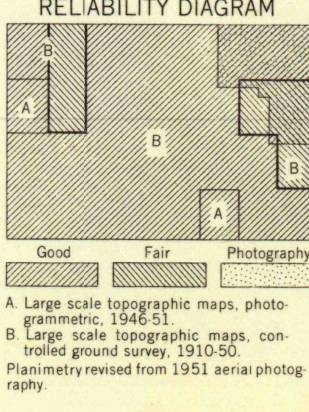 RELIABILITY DIAGRAM
B
A
B
B
A
Good Fair Photography
A. Large scale topographic maps, photo-
grammetric, 1946-51.
B. Large scale topographic maps, con-
trolled ground survey, 1910-50.
Planimetry revised from 1951 aerial photog-
raphy.